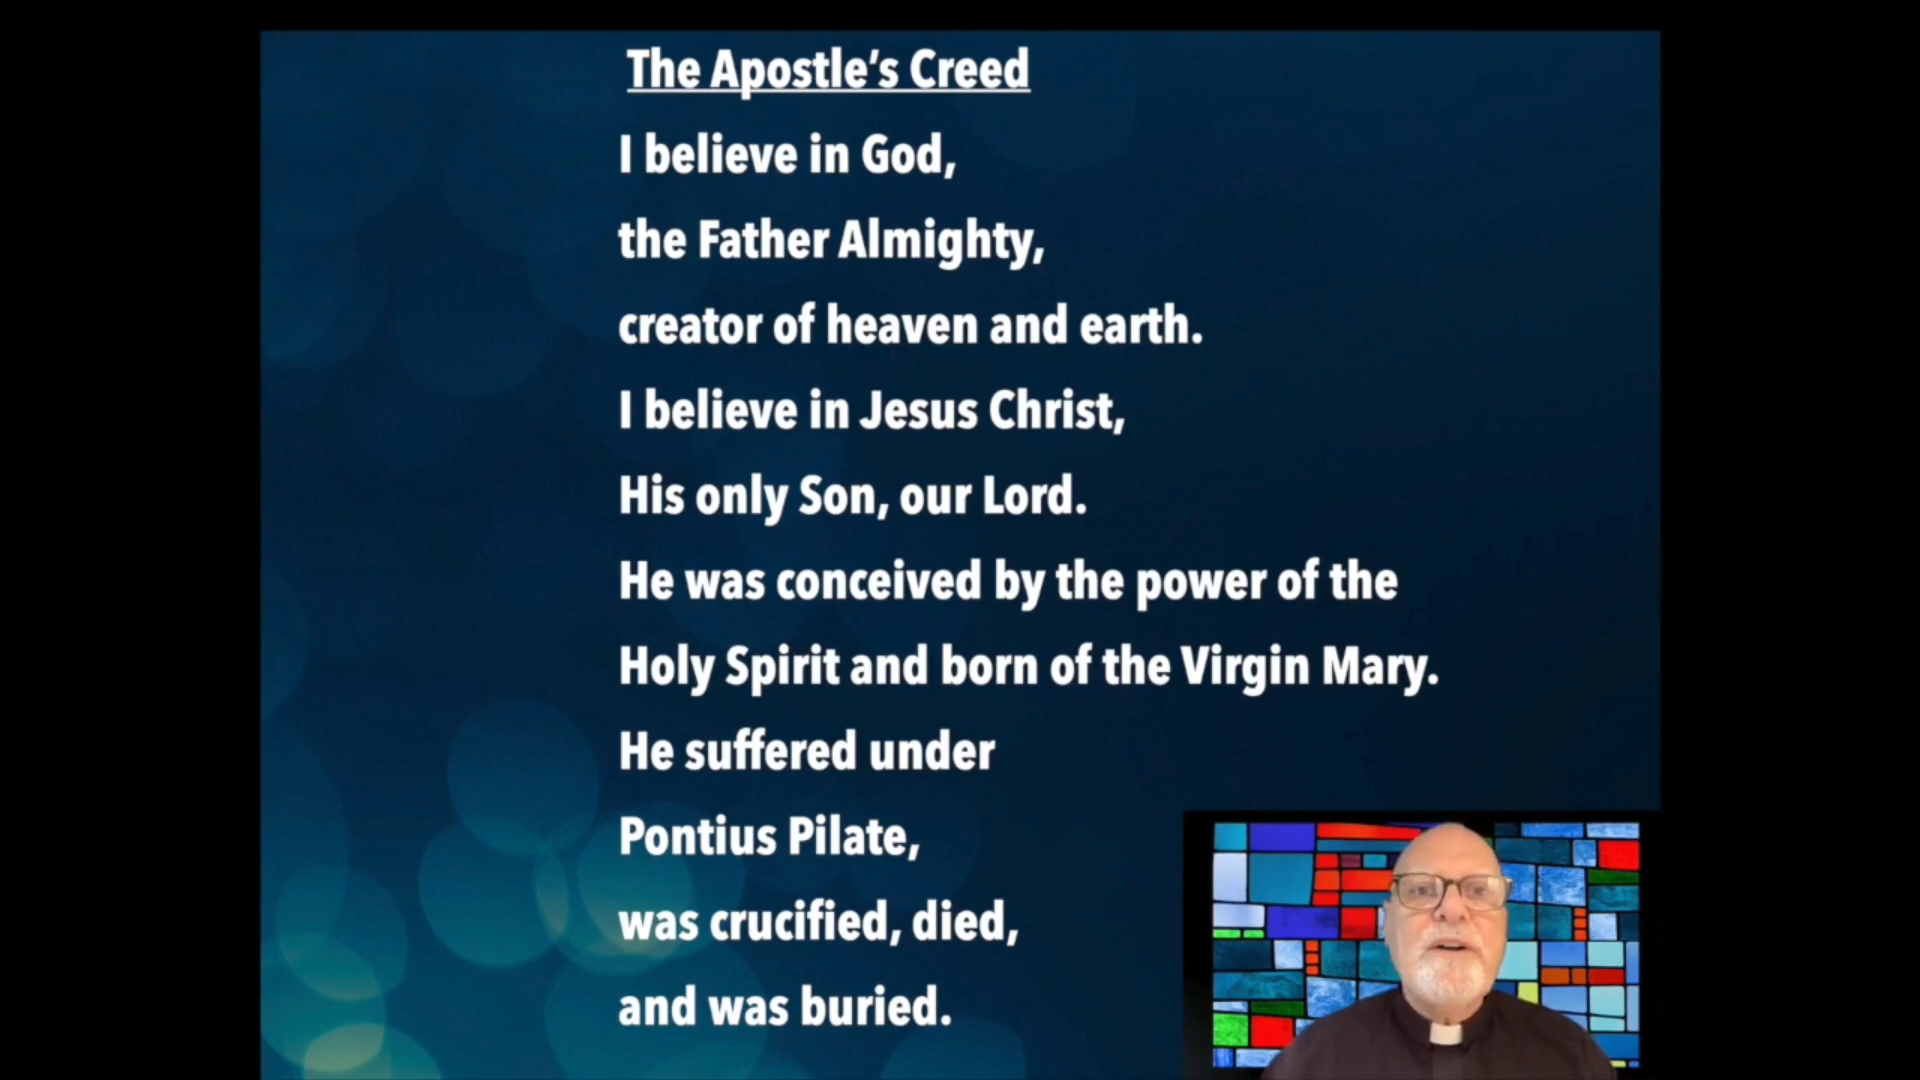 The Apostle’s Creed
I believe in God,
the Father Almighty,
creator of heaven and earth.
I believe in Jesus Christ,
His only Son, our Lord.
He was conceived by the power of the
Holy Spirit and born of the Virgin Mary.
He suffered under
Pontius Pilate,
was crucified, died,
and was buried.